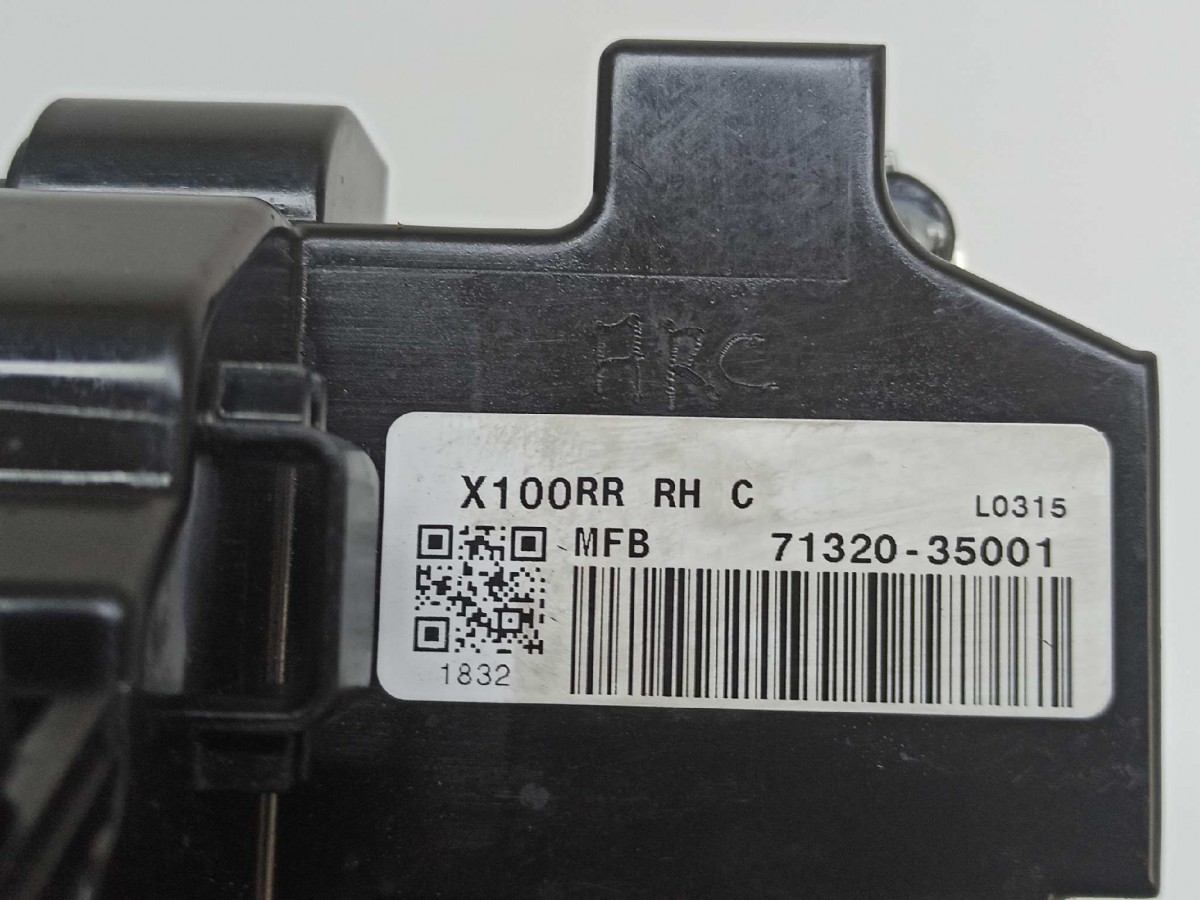 ARC
X100RR RH C
L0315
MFB 71320-35001
1832